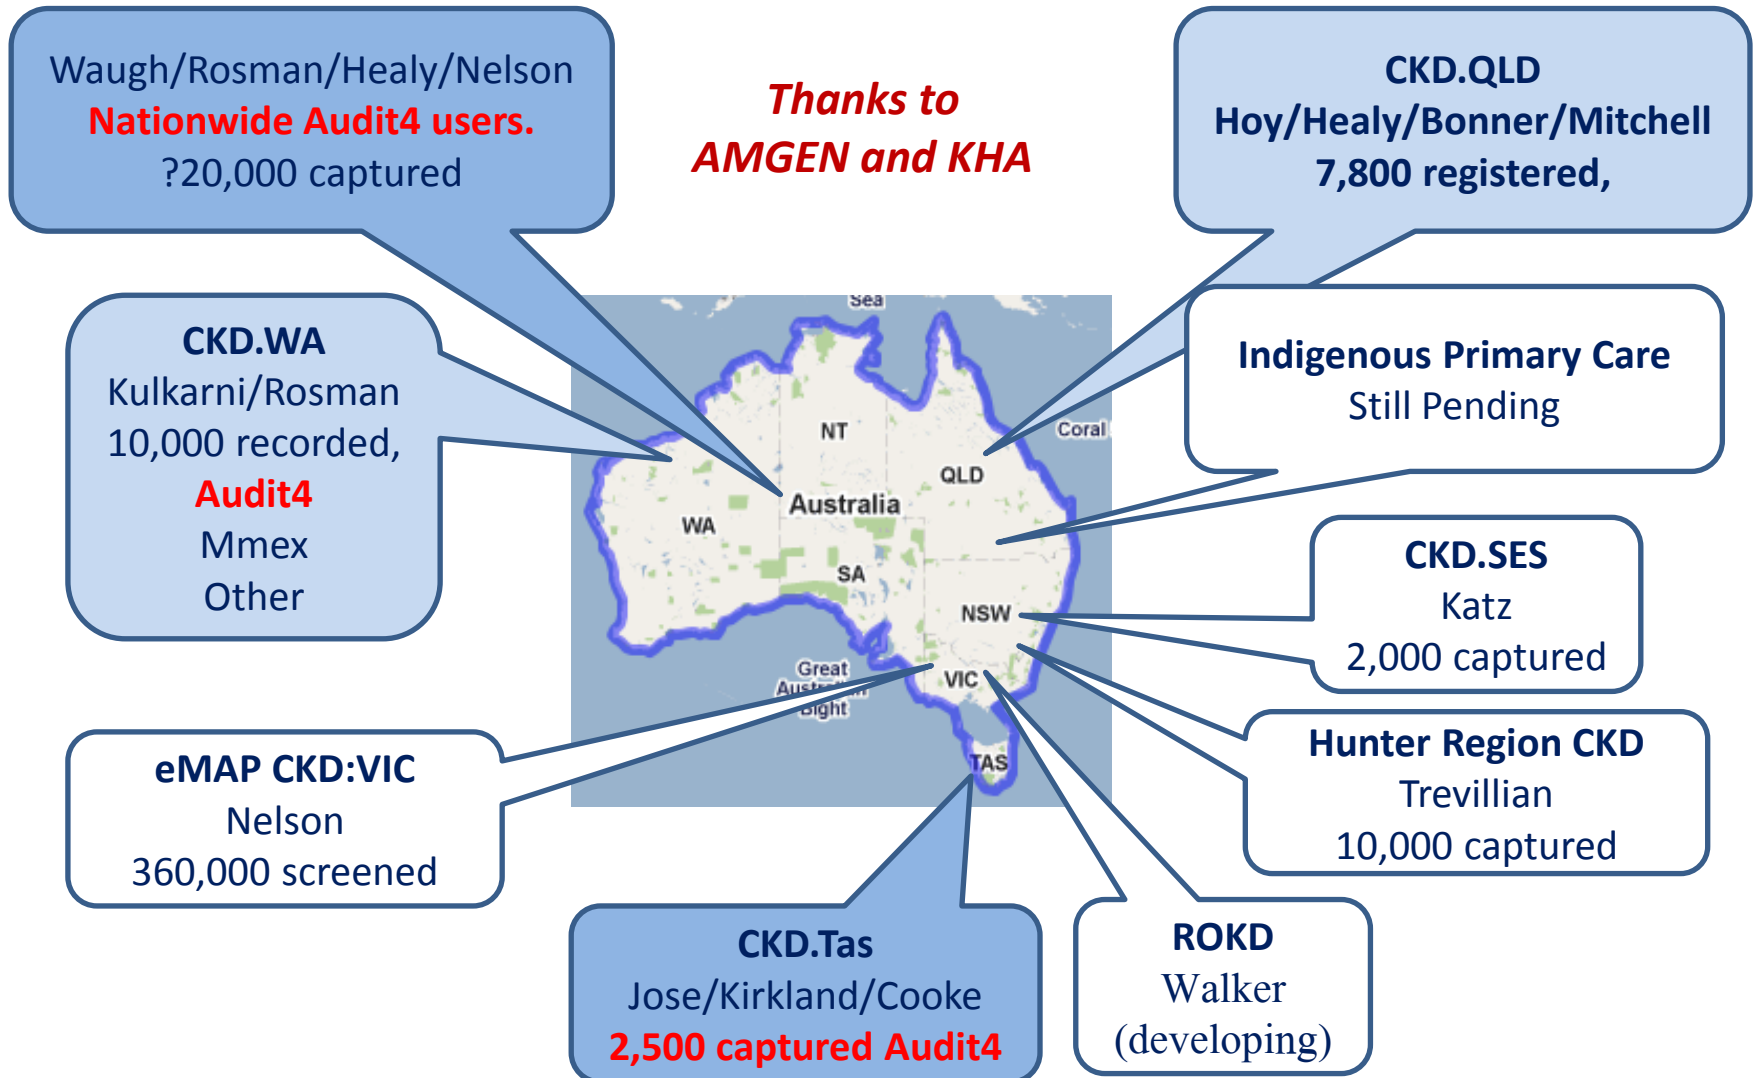 Waugh/Rosman/Healy/Nelson
Nationwide Audit4 users.
?20,000 captured
Thanks to
AMGEN and KHA
CKD.QLD
Hoy/Healy/Bonner/Mitchell
7,800 registered,
CKD.WA
Kulkarni/Rosman
10,000 recorded,
Audit4
Mmex
Other
Indigenous Primary Care
Still Pending
Sea
NT
Coral
QLD
Australia
WA
SA
NSW
VIC
Great
Australian
Bight
TAS
CKD.SES
Katz
2,000 captured
Hunter Region CKD
Trevillian
10,000 captured
eMAP CKD:VIC
Nelson
360,000 screened
CKD.Tas
Jose/Kirkland/Cooke
2,500 captured Audit4
ROKD
Walker
(developing)